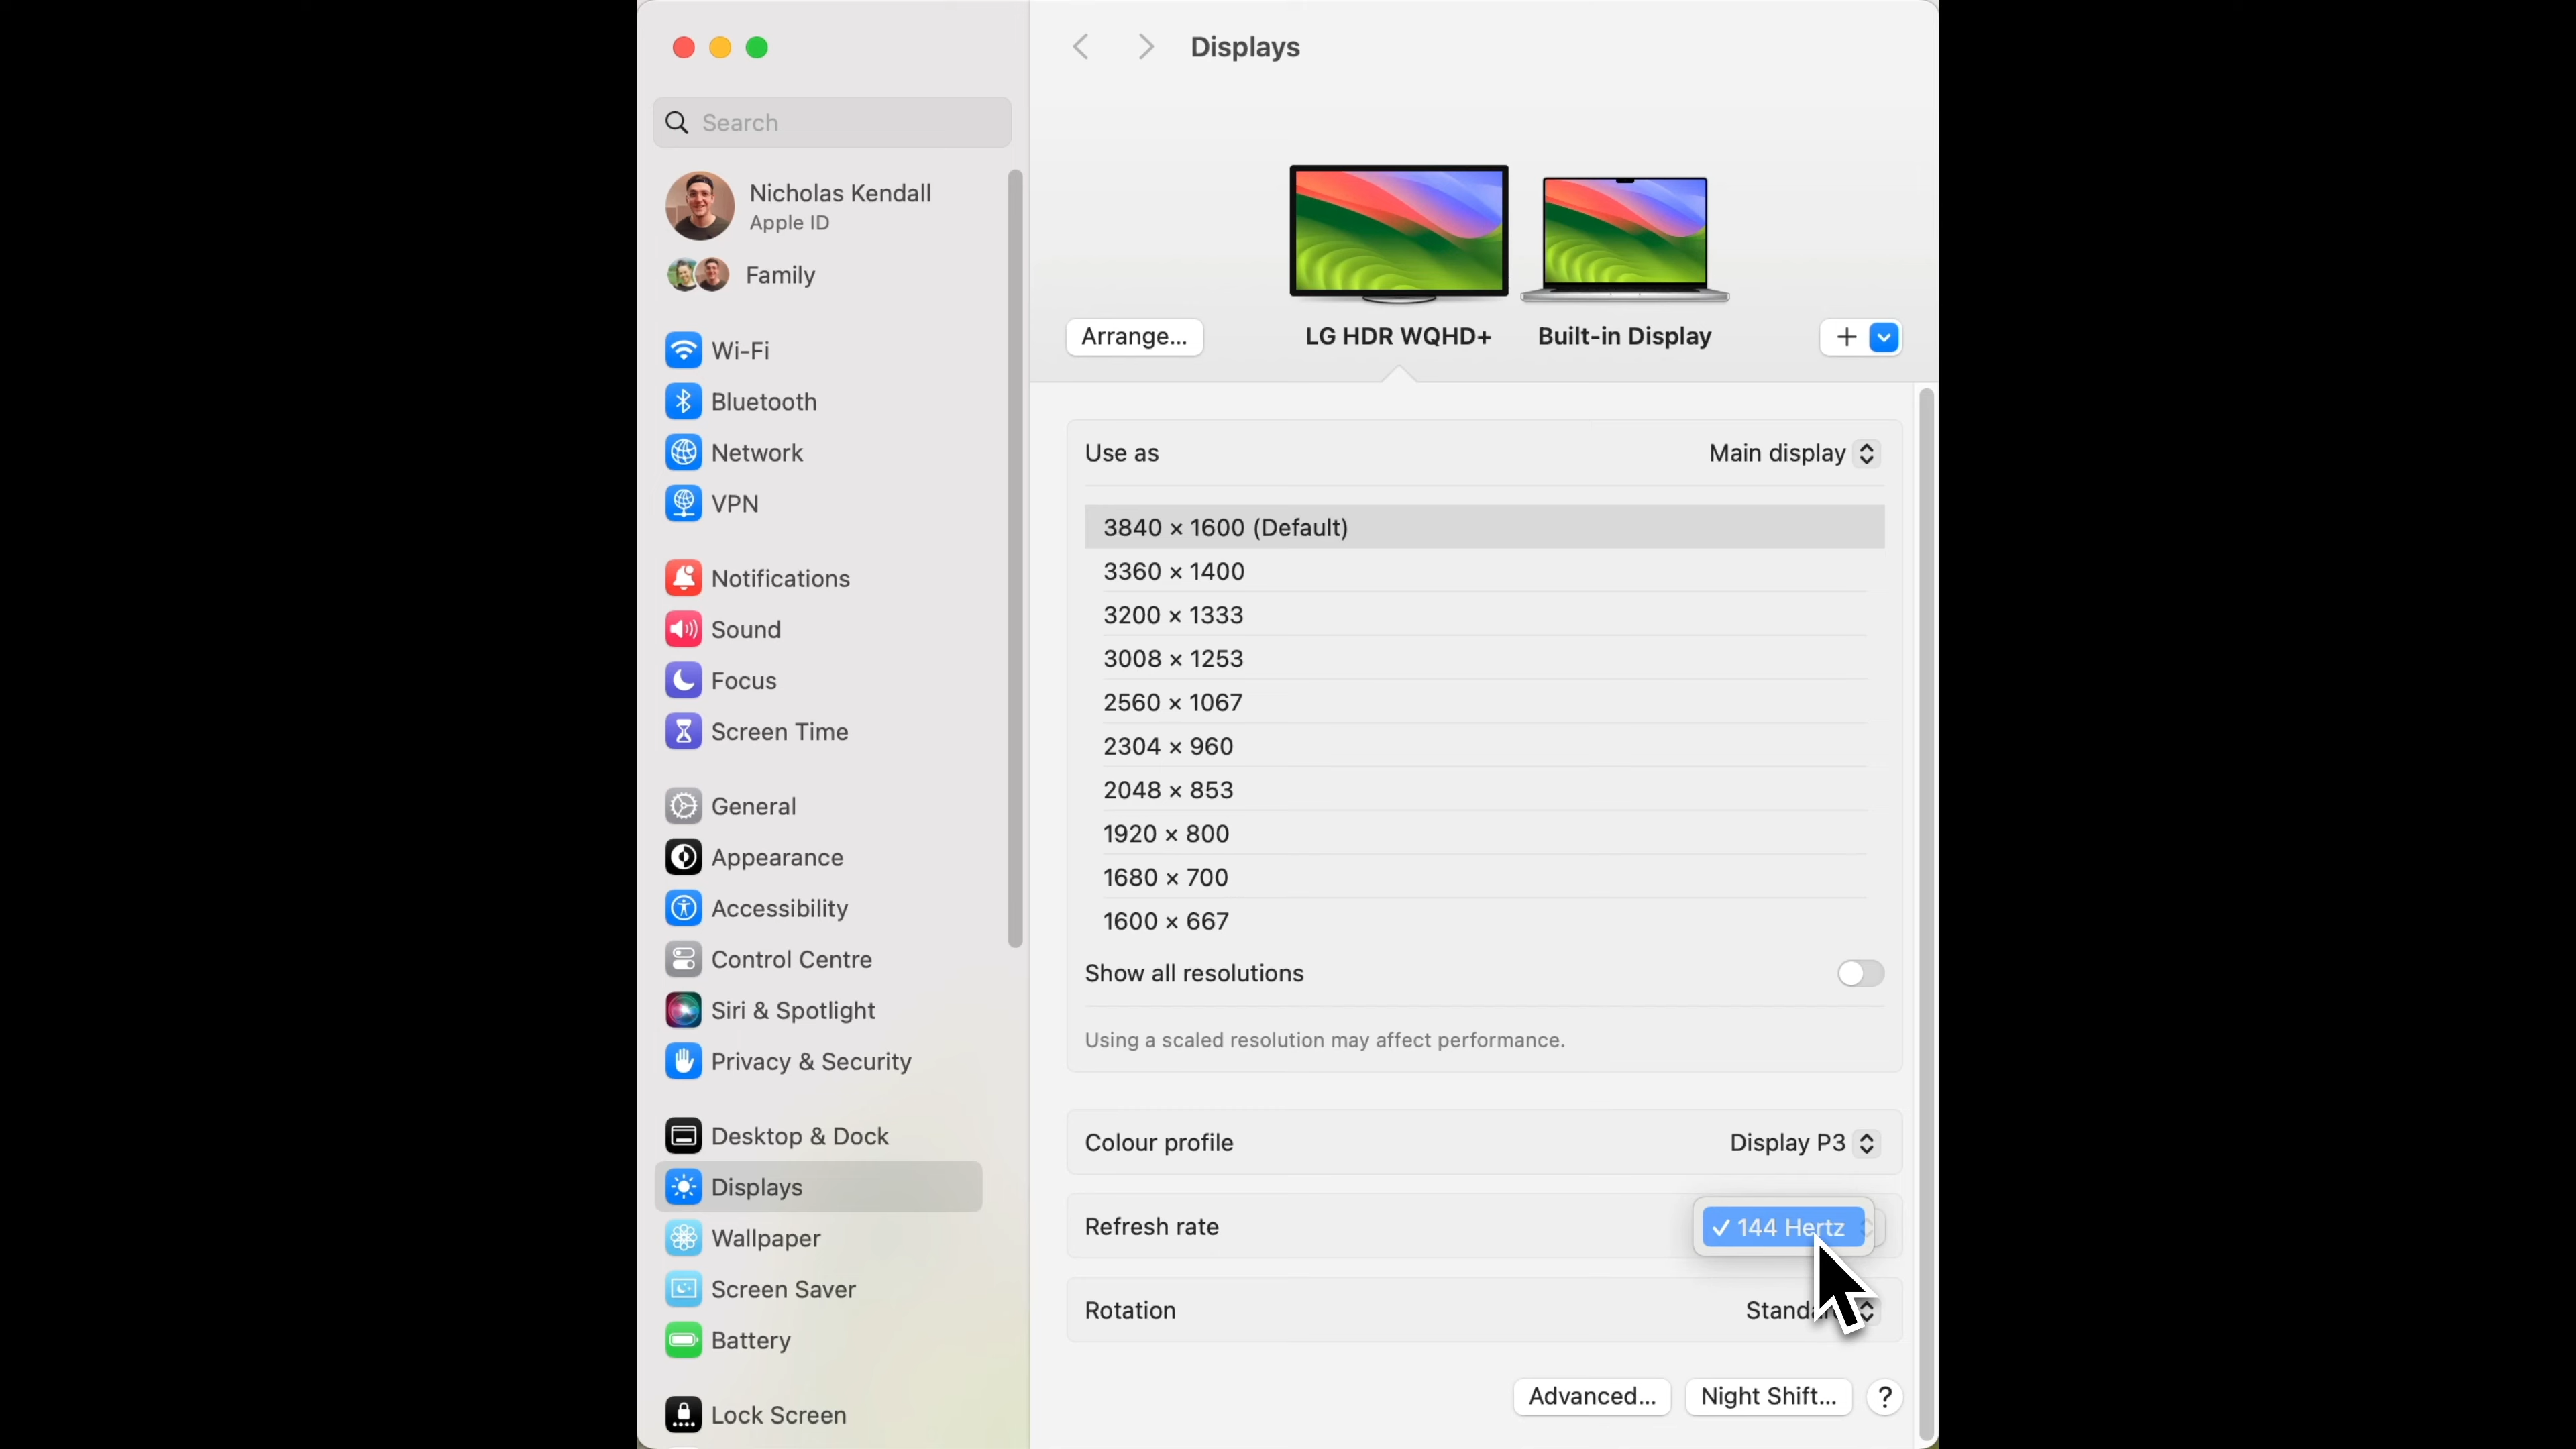 Displays
Search
Nicholas Kendall
Apple ID
Family
Wi-Fi
Bluetooth
Network
VPN
Notifications
Sound
Focus
Screen Time
General
Appearance
Accessibility
Control Centre
Siri & Spotlight
Privacy & Security
Desktop & Dock
Displays
Wallpaper
Screen Saver
Battery
Lock Screen
Arrange...
LG HDR WQHD+
Built-in Display
Use as
Main display
3840 × 1600 (Default)
3360 × 1400
3200 × 1333
3008 × 1253
2560 × 1067
2304 × 960
2048 × 853
1920 × 800
1680 × 700
1600 × 667
Show all resolutions
Using a scaled resolution may affect performance.
Colour profile
Display P3
Refresh rate
✓ 144 Hertz
Rotation
Advanced...
Night Shift...
?